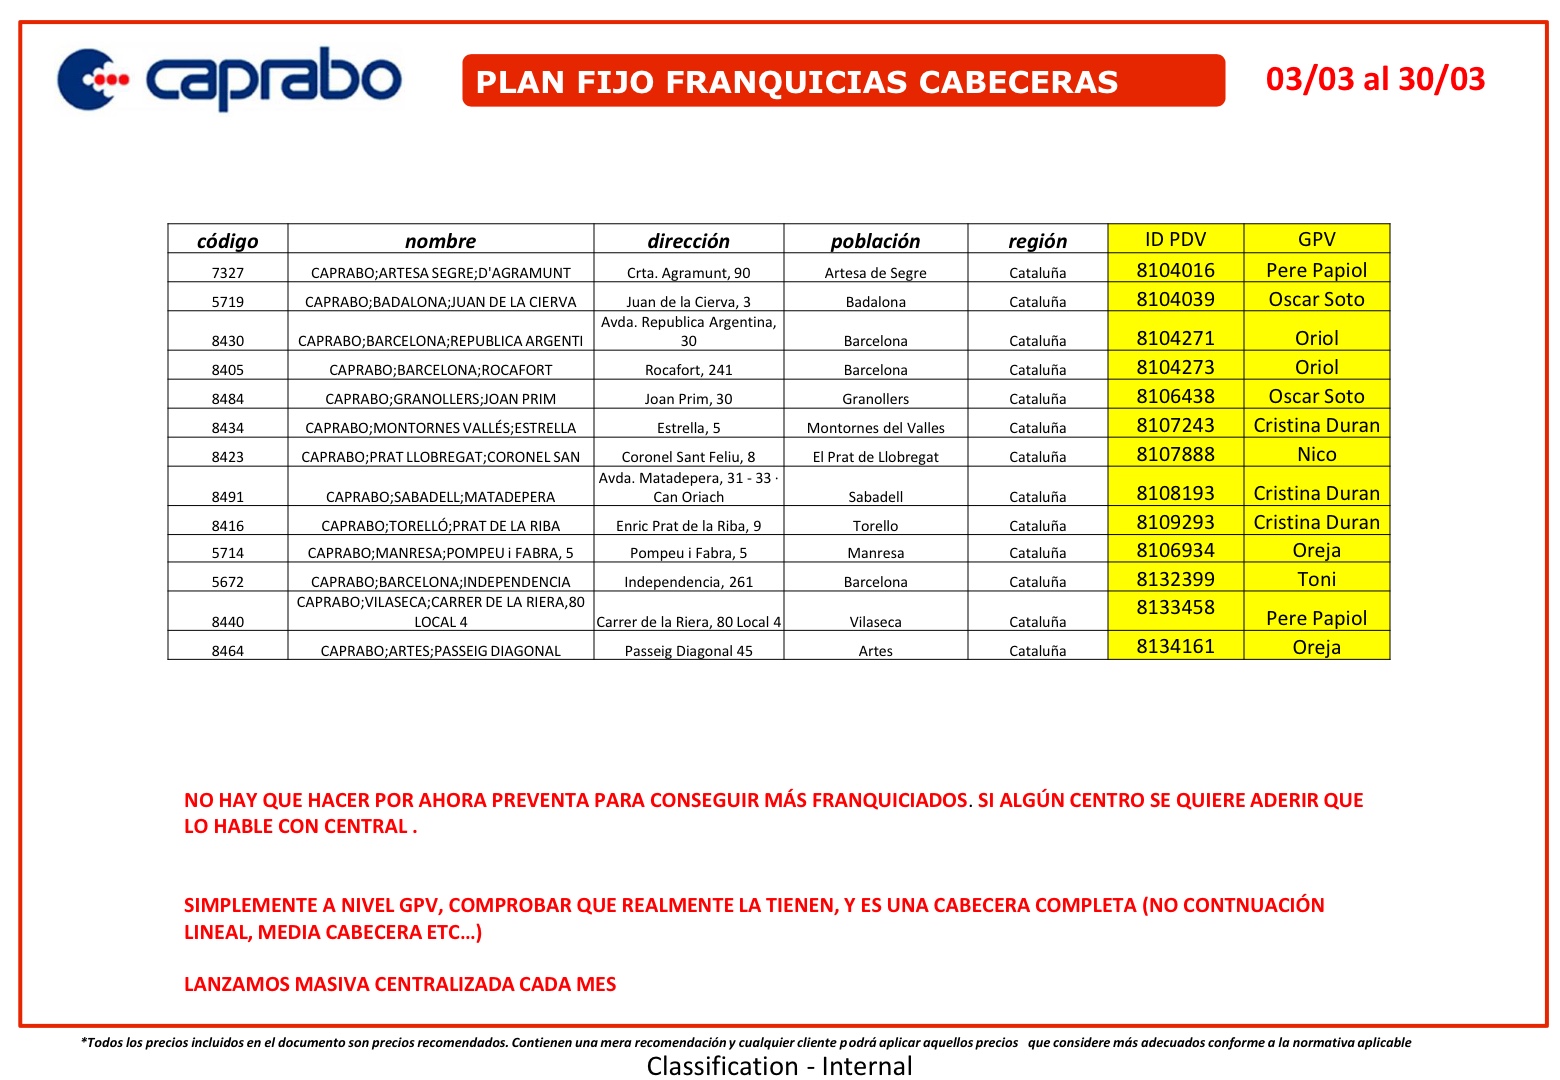 caprabo
PLAN FIJO FRANQUICIAS CABECERAS
03/03 al 30/03
código nombre dirección población región ID PDV GPV
7327 CAPRABO;ARTESA SEGRE;D'AGRAMUNT Crta. Agramunt, 90 Artesa de Segre Cataluña 8104016 Pere Papiol
5719 CAPRABO;BADALONA;JUAN DE LA CIERVA Juan de la Cierva, 3 Badalona Cataluña 8104039 Oscar Soto
8430 CAPRABO;BARCELONA;REPUBLICA ARGENTI Avda. Republica Argentina, 30 Barcelona Cataluña 8104271 Oriol
8405 CAPRABO;BARCELONA;ROCAFORT Rocafort, 241 Barcelona Cataluña 8104273 Oriol
8484 CAPRABO;GRANOLLERS;JOAN PRIM Joan Prim, 30 Granollers Cataluña 8106438 Oscar Soto
8434 CAPRABO;MONTORNES VALLÉS;ESTRELLA Estrella, 5 Montornes del Valles Cataluña 8107243 Cristina Duran
8423 CAPRABO;PRAT LLOBREGAT;CORONEL SAN Coronel Sant Feliu, 8 El Prat de Llobregat Cataluña 8107888 Nico
8491 CAPRABO;SABADELL;MATADEPERA Avda. Matadepera, 31 - 33 · Can Oriach Sabadell Cataluña 8108193 Cristina Duran
8416 CAPRABO;TORELLÓ;PRAT DE LA RIBA Enric Prat de la Riba, 9 Torello Cataluña 8109293 Cristina Duran
5714 CAPRABO;MANRESA;POMPEU i FABRA, 5 Pompeu i Fabra, 5 Manresa Cataluña 8106934 Oreja
5672 CAPRABO;BARCELONA;INDEPENDENCIA Independencia, 261 Barcelona Cataluña 8132399 Toni
8440 CAPRABO;VILASECA;CARRER DE LA RIERA,80 LOCAL 4 Carrer de la Riera, 80 Local 4 Vilaseca Cataluña 8133458 Pere Papiol
8464 CAPRABO;ARTES;PASSEIG DIAGONAL Passeig Diagonal 45 Artes Cataluña 8134161 Oreja
NO HAY QUE HACER POR AHORA PREVENTA PARA CONSEGUIR MÁS FRANQUICIADOS. SI ALGÚN CENTRO SE QUIERE ADERIR QUE
LO HABLE CON CENTRAL .
SIMPLEMENTE A NIVEL GPV, COMPROBAR QUE REALMENTE LA TIENEN, Y ES UNA CABECERA COMPLETA (NO CONTNUACIÓN
LINEAL, MEDIA CABECERA ETC...)
LANZAMOS MASIVA CENTRALIZADA CADA MES
*Todos los precios incluidos en el documento son precios recomendados. Contienen una mera recomendación y cualquier cliente podrá aplicar aquellos precios que considere más adecuados conforme a la normativa aplicable
Classification - Internal